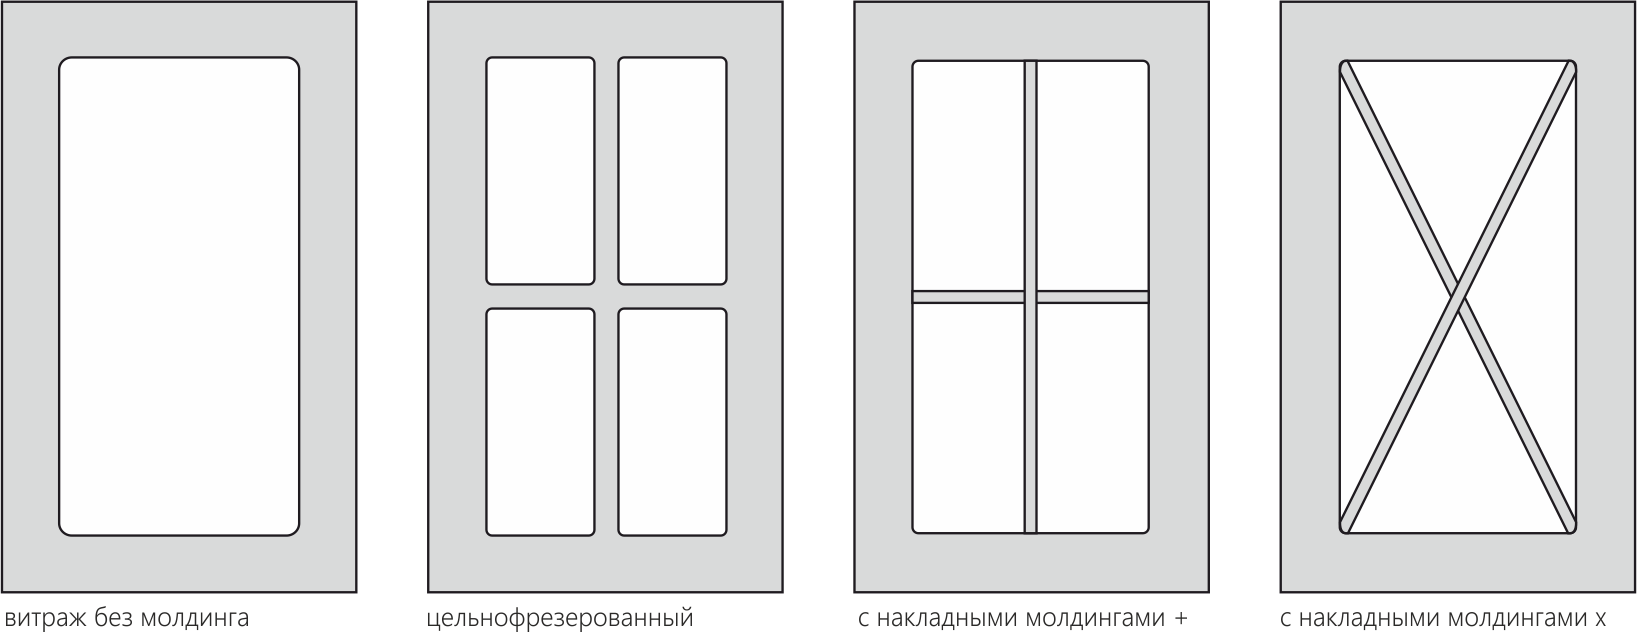 витраж без молдинга
цельнофрезерованный
с накладными молдингами +
с накладными молдингами х